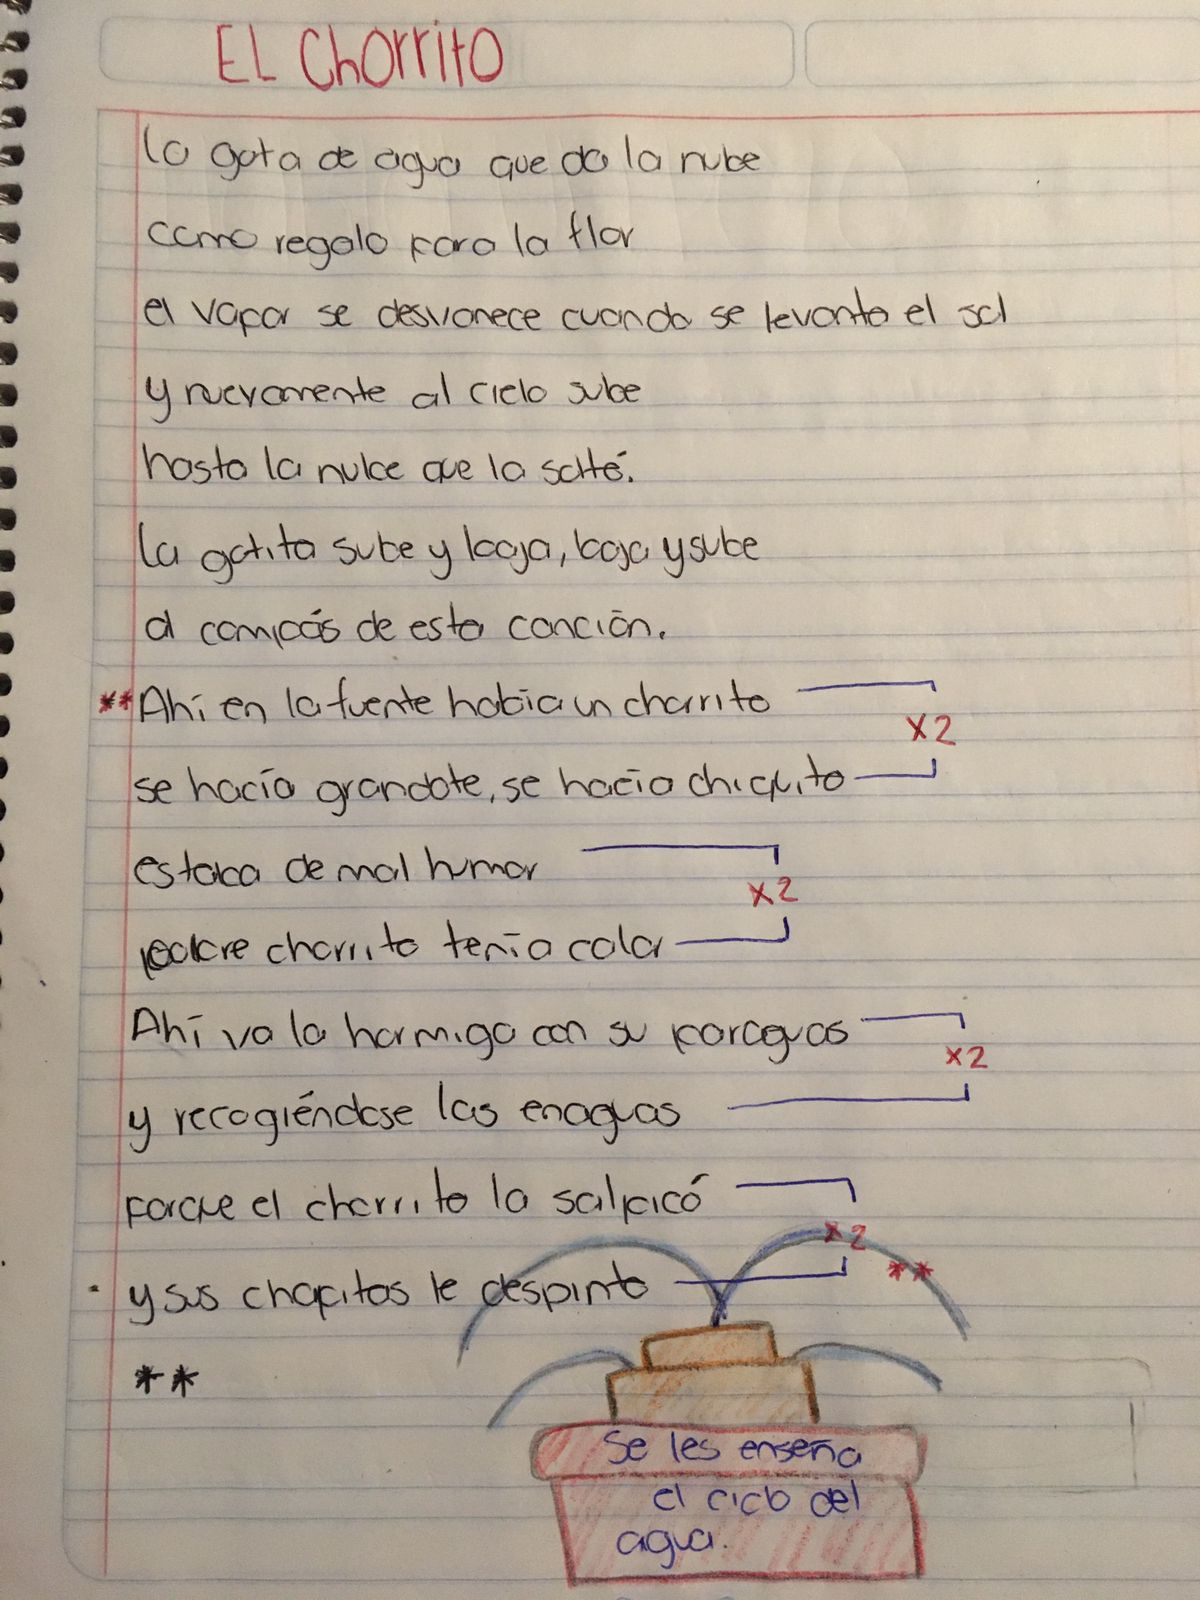 EL Chorrito
la gota de agua que da la nube
como regalo para la flor
el vapor se desvanece cuando se levanta el sol
y nuevamente al cielo sube
hasta la nube que la soltó.
la gotita sube y baja, baja y sube
al compás de esta canción.
**Ahí en la fuente había un chorrito
x2
se hacía grandote, se hacía chiquito
estaba de mal humor
x2
pobre chorrito tenía calor
Ahí va la hormiga con su paraguas
x2
y recogiéndose las enaguas
porque el chorrito la salpicó
x2
**
y sus chapitas le despinto
**
Se les enseña
el ciclo del
agua.